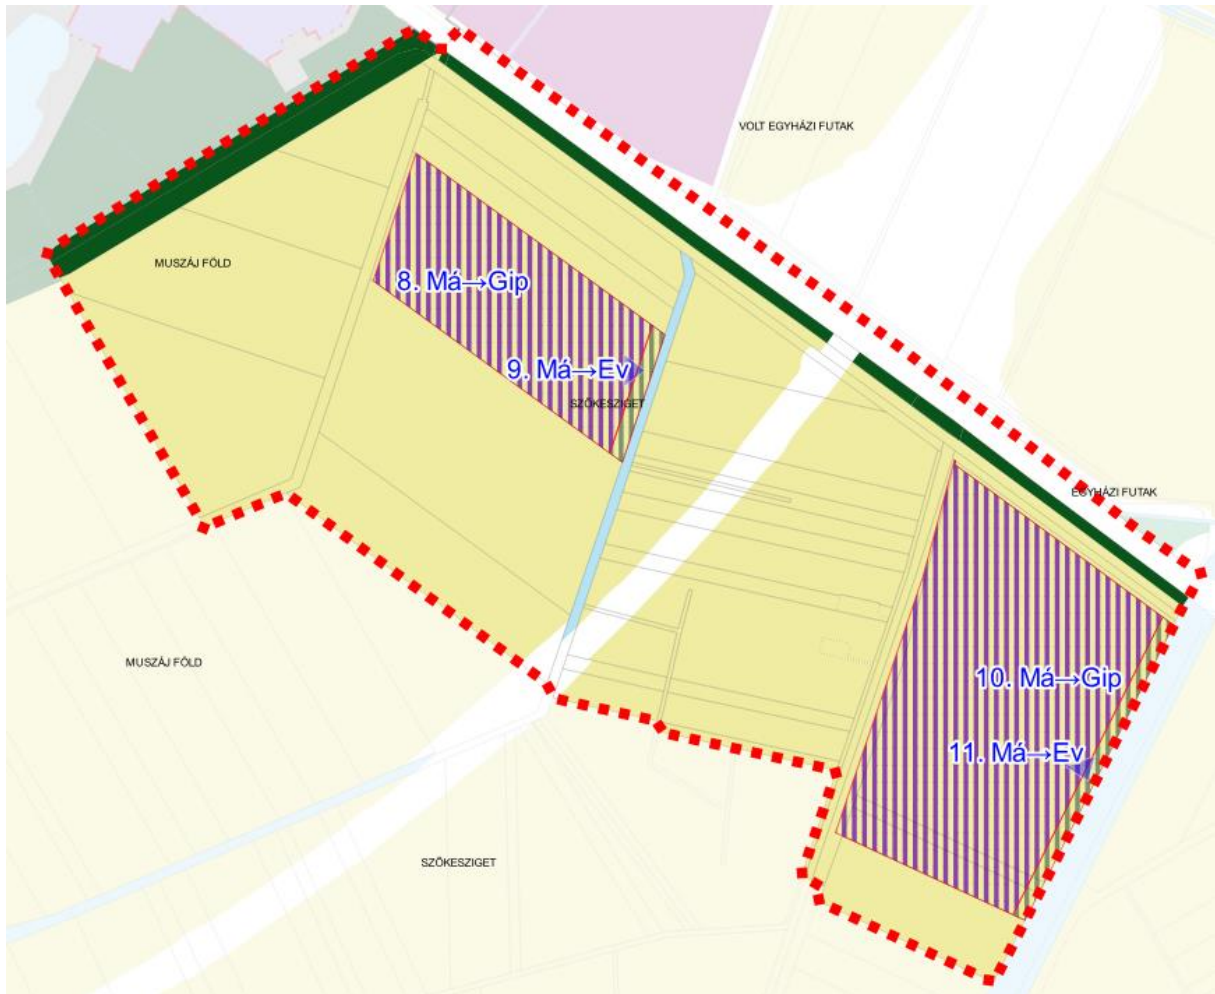 VOLT EGYHÁZI FUTAK
MUSZÁJ FÖLD
8. Má→Gip
9. Má→Ev
SZŐKESZIGET
EGYHÁZI FUTAK
MUSZÁJ FÖLD
10. Má→Gip
11. Má→Ev
SZŐKESZIGET